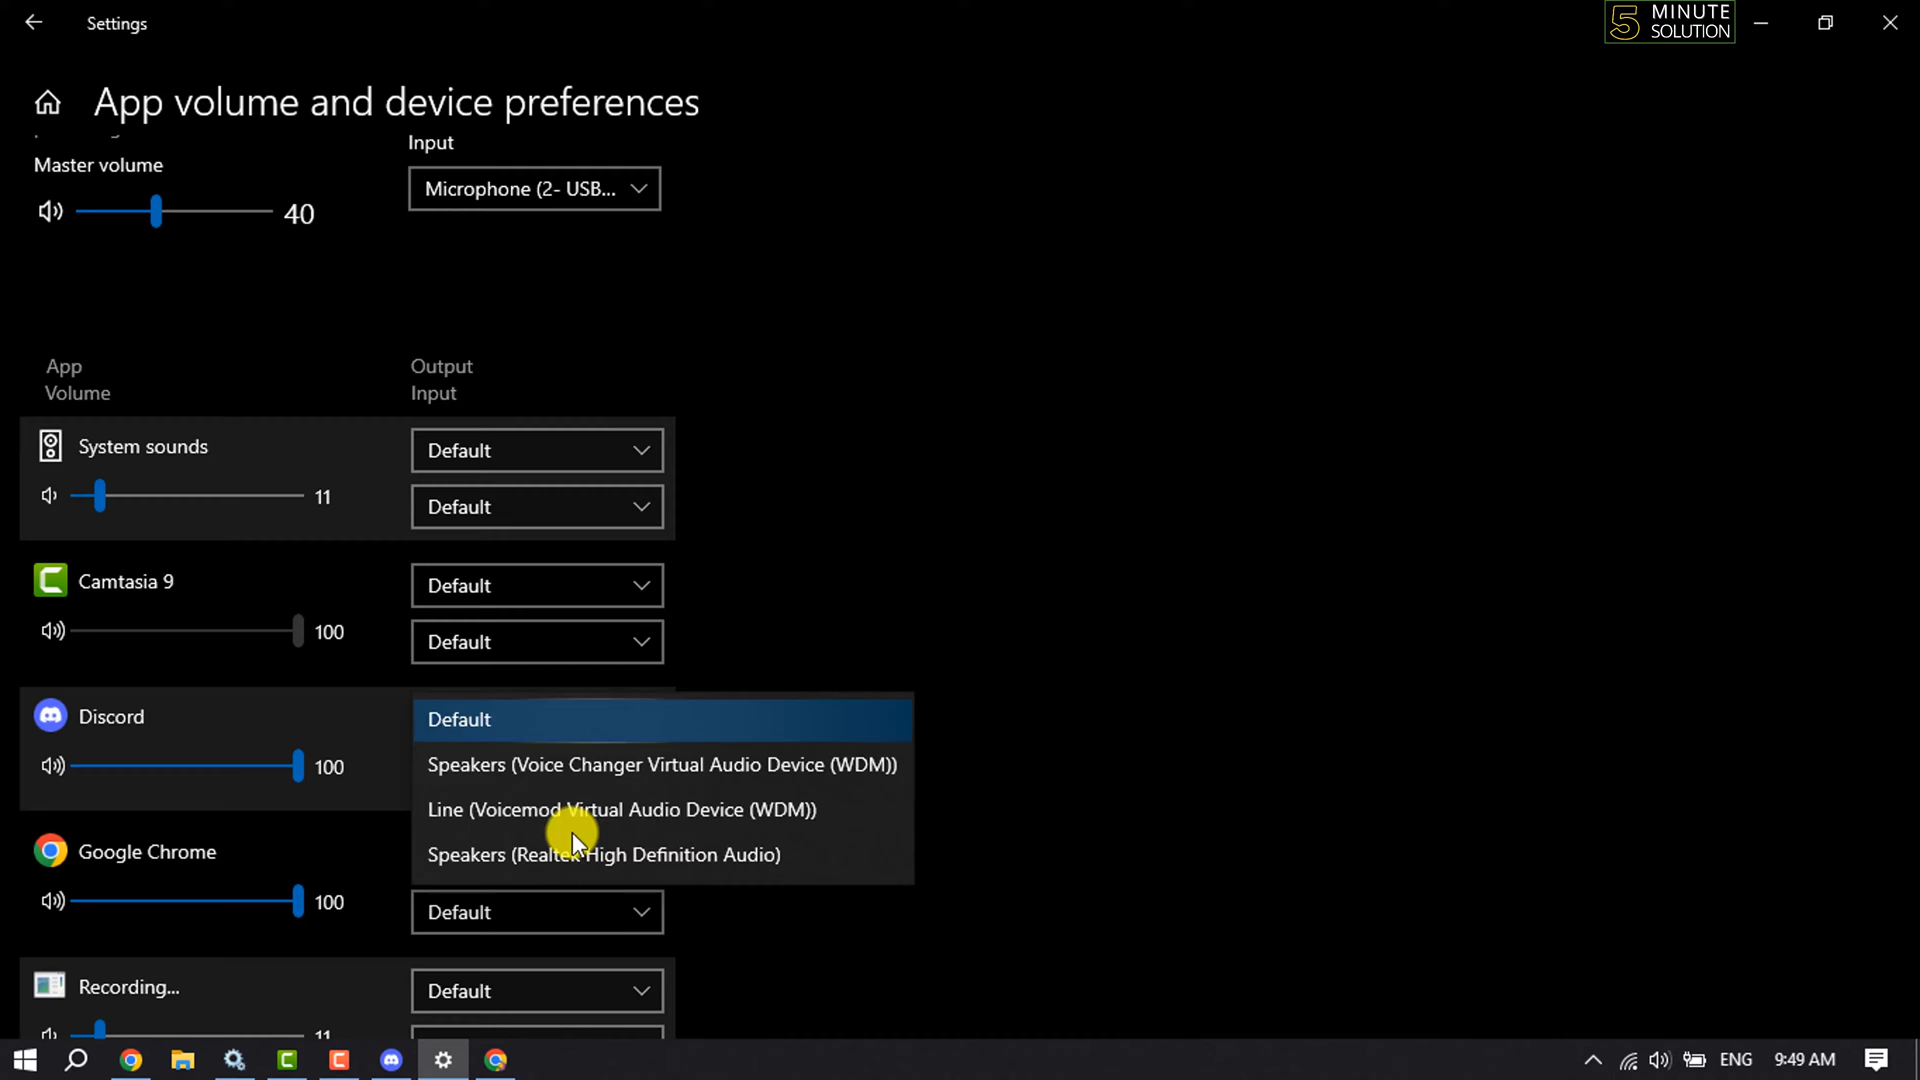 Settings
5 MINUTE
SOLUTION
App volume and device preferences
Input
Master volume
Microphone (2- USB...
40
App
Volume
Output
Input
System sounds
Default
11
Default
Camtasia 9
Default
100
Default
Discord
100
Default
Speakers (Voice Changer Virtual Audio Device (WDM))
Line (Voicemod Virtual Audio Device (WDM))
Speakers (Realtek High Definition Audio)
Google Chrome
100
Default
Recording...
Default
11
ENG
9:49 AM